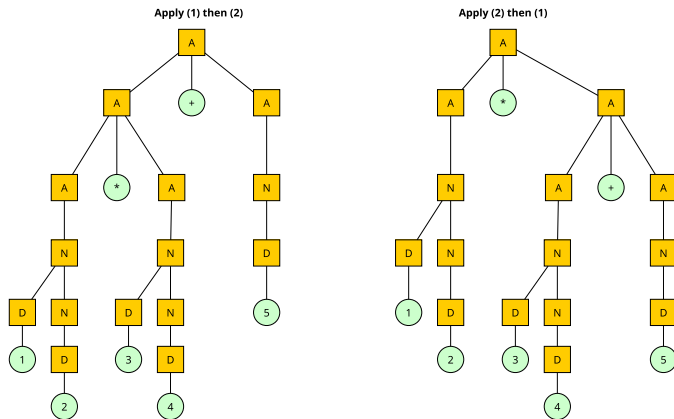 Apply (1) then (2) Apply (2) then (1)
A A
A + A A * A
A * A N N A + A
N N D D N N N
D N D N 5 1 D D N D
1 D 3 D 2 3 D 5
2 4 4